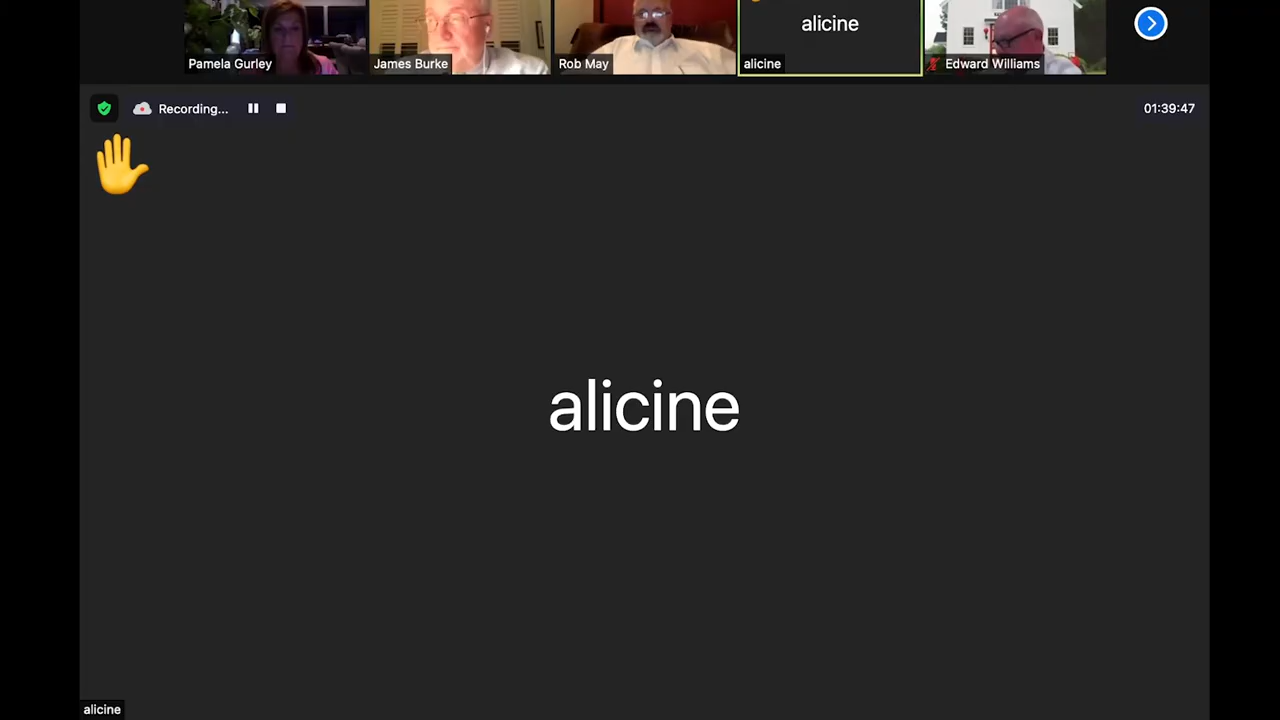 alicine
Pamela Gurley
James Burke
Rob May
alicine
Edward Williams
Recording...
01:39:47
alicine
alicine